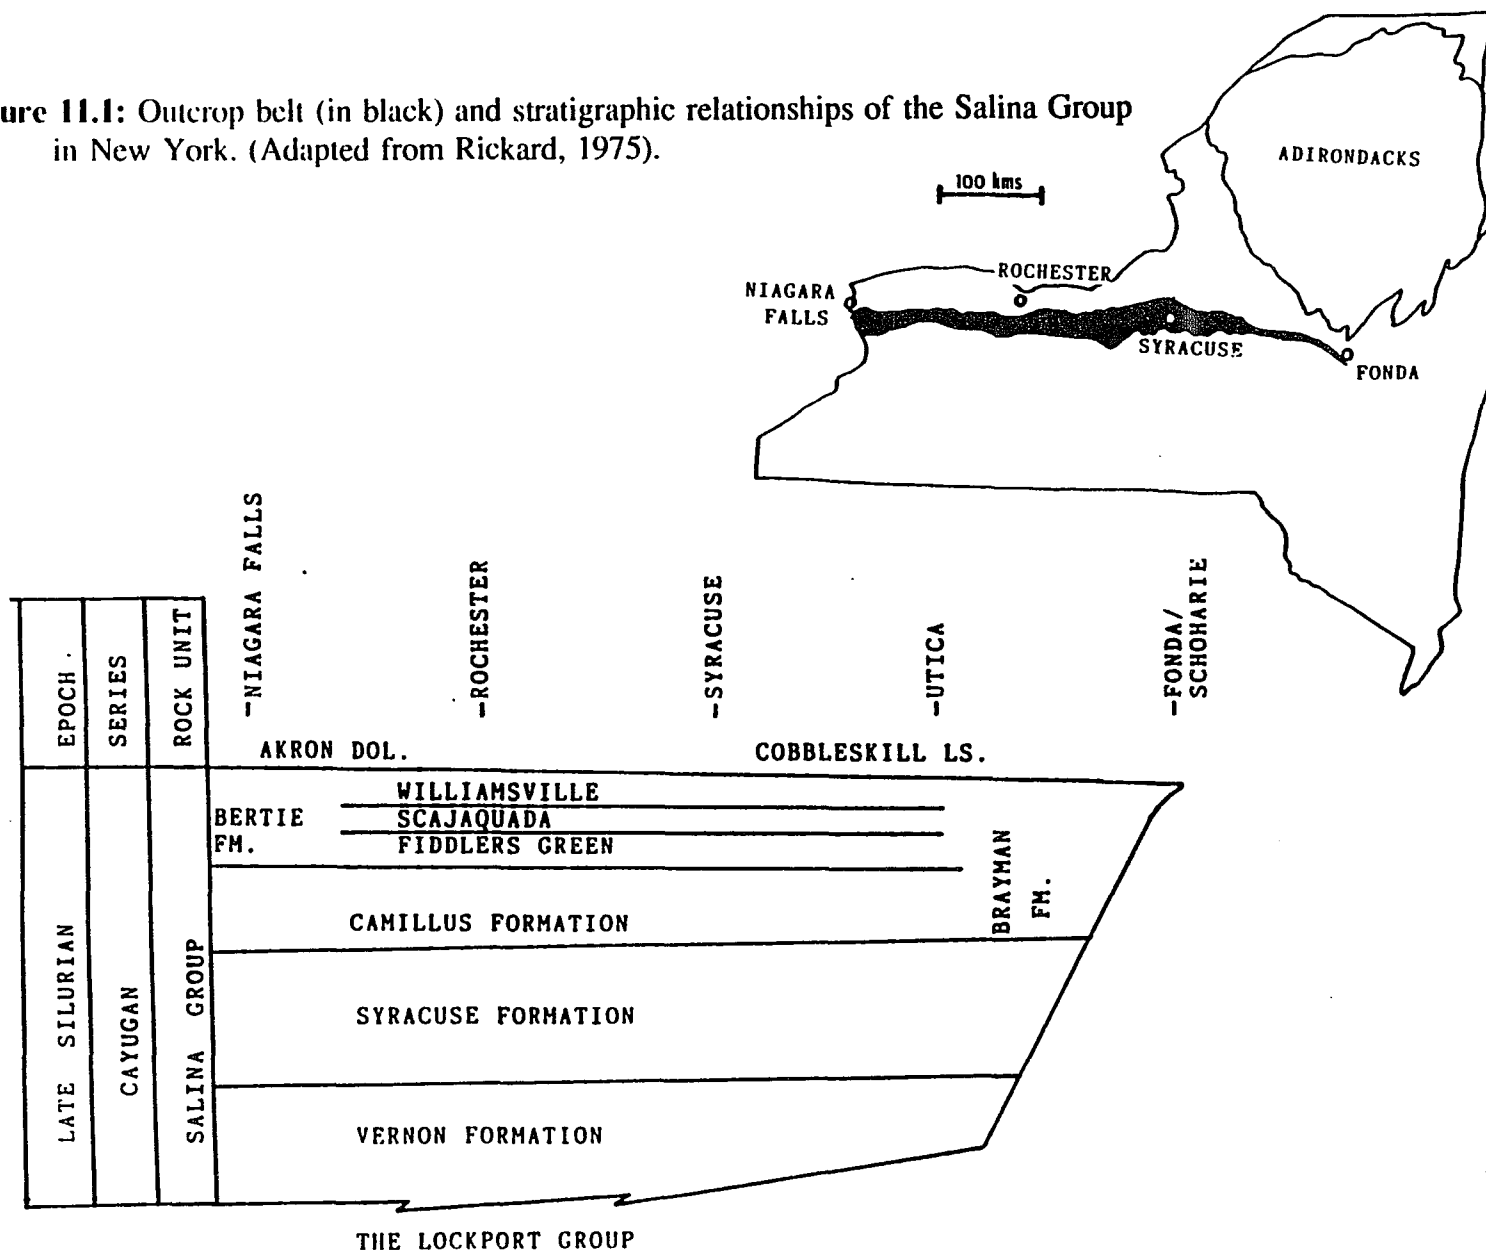 ure 11.1: Outcrop belt (in black) and stratigraphic relationships of the Salina Group
in New York. (Adapted from Rickard, 1975).
ADIRONDACKS
100 kms
ROCHESTER
NIAGARA
FALLS
SYRACUSE
FONDA
EPOCH
SERIES
ROCK UNIT
NIAGARA FALLS
ROCHESTER
SYRACUSE
UTICA
FONDA/
SCHOHARIE
AKRON DOL.
COBBLESKILL LS.
WILLIAMSVILLE
BERTIE
FM.
SCAJAQUADA
FIDDLERS GREEN
BRAYMAN
FM.
CAMILLUS FORMATION
LATE SILURIAN
CAYUGAN
SALINA GROUP
SYRACUSE FORMATION
VERNON FORMATION
THE LOCKPORT GROUP